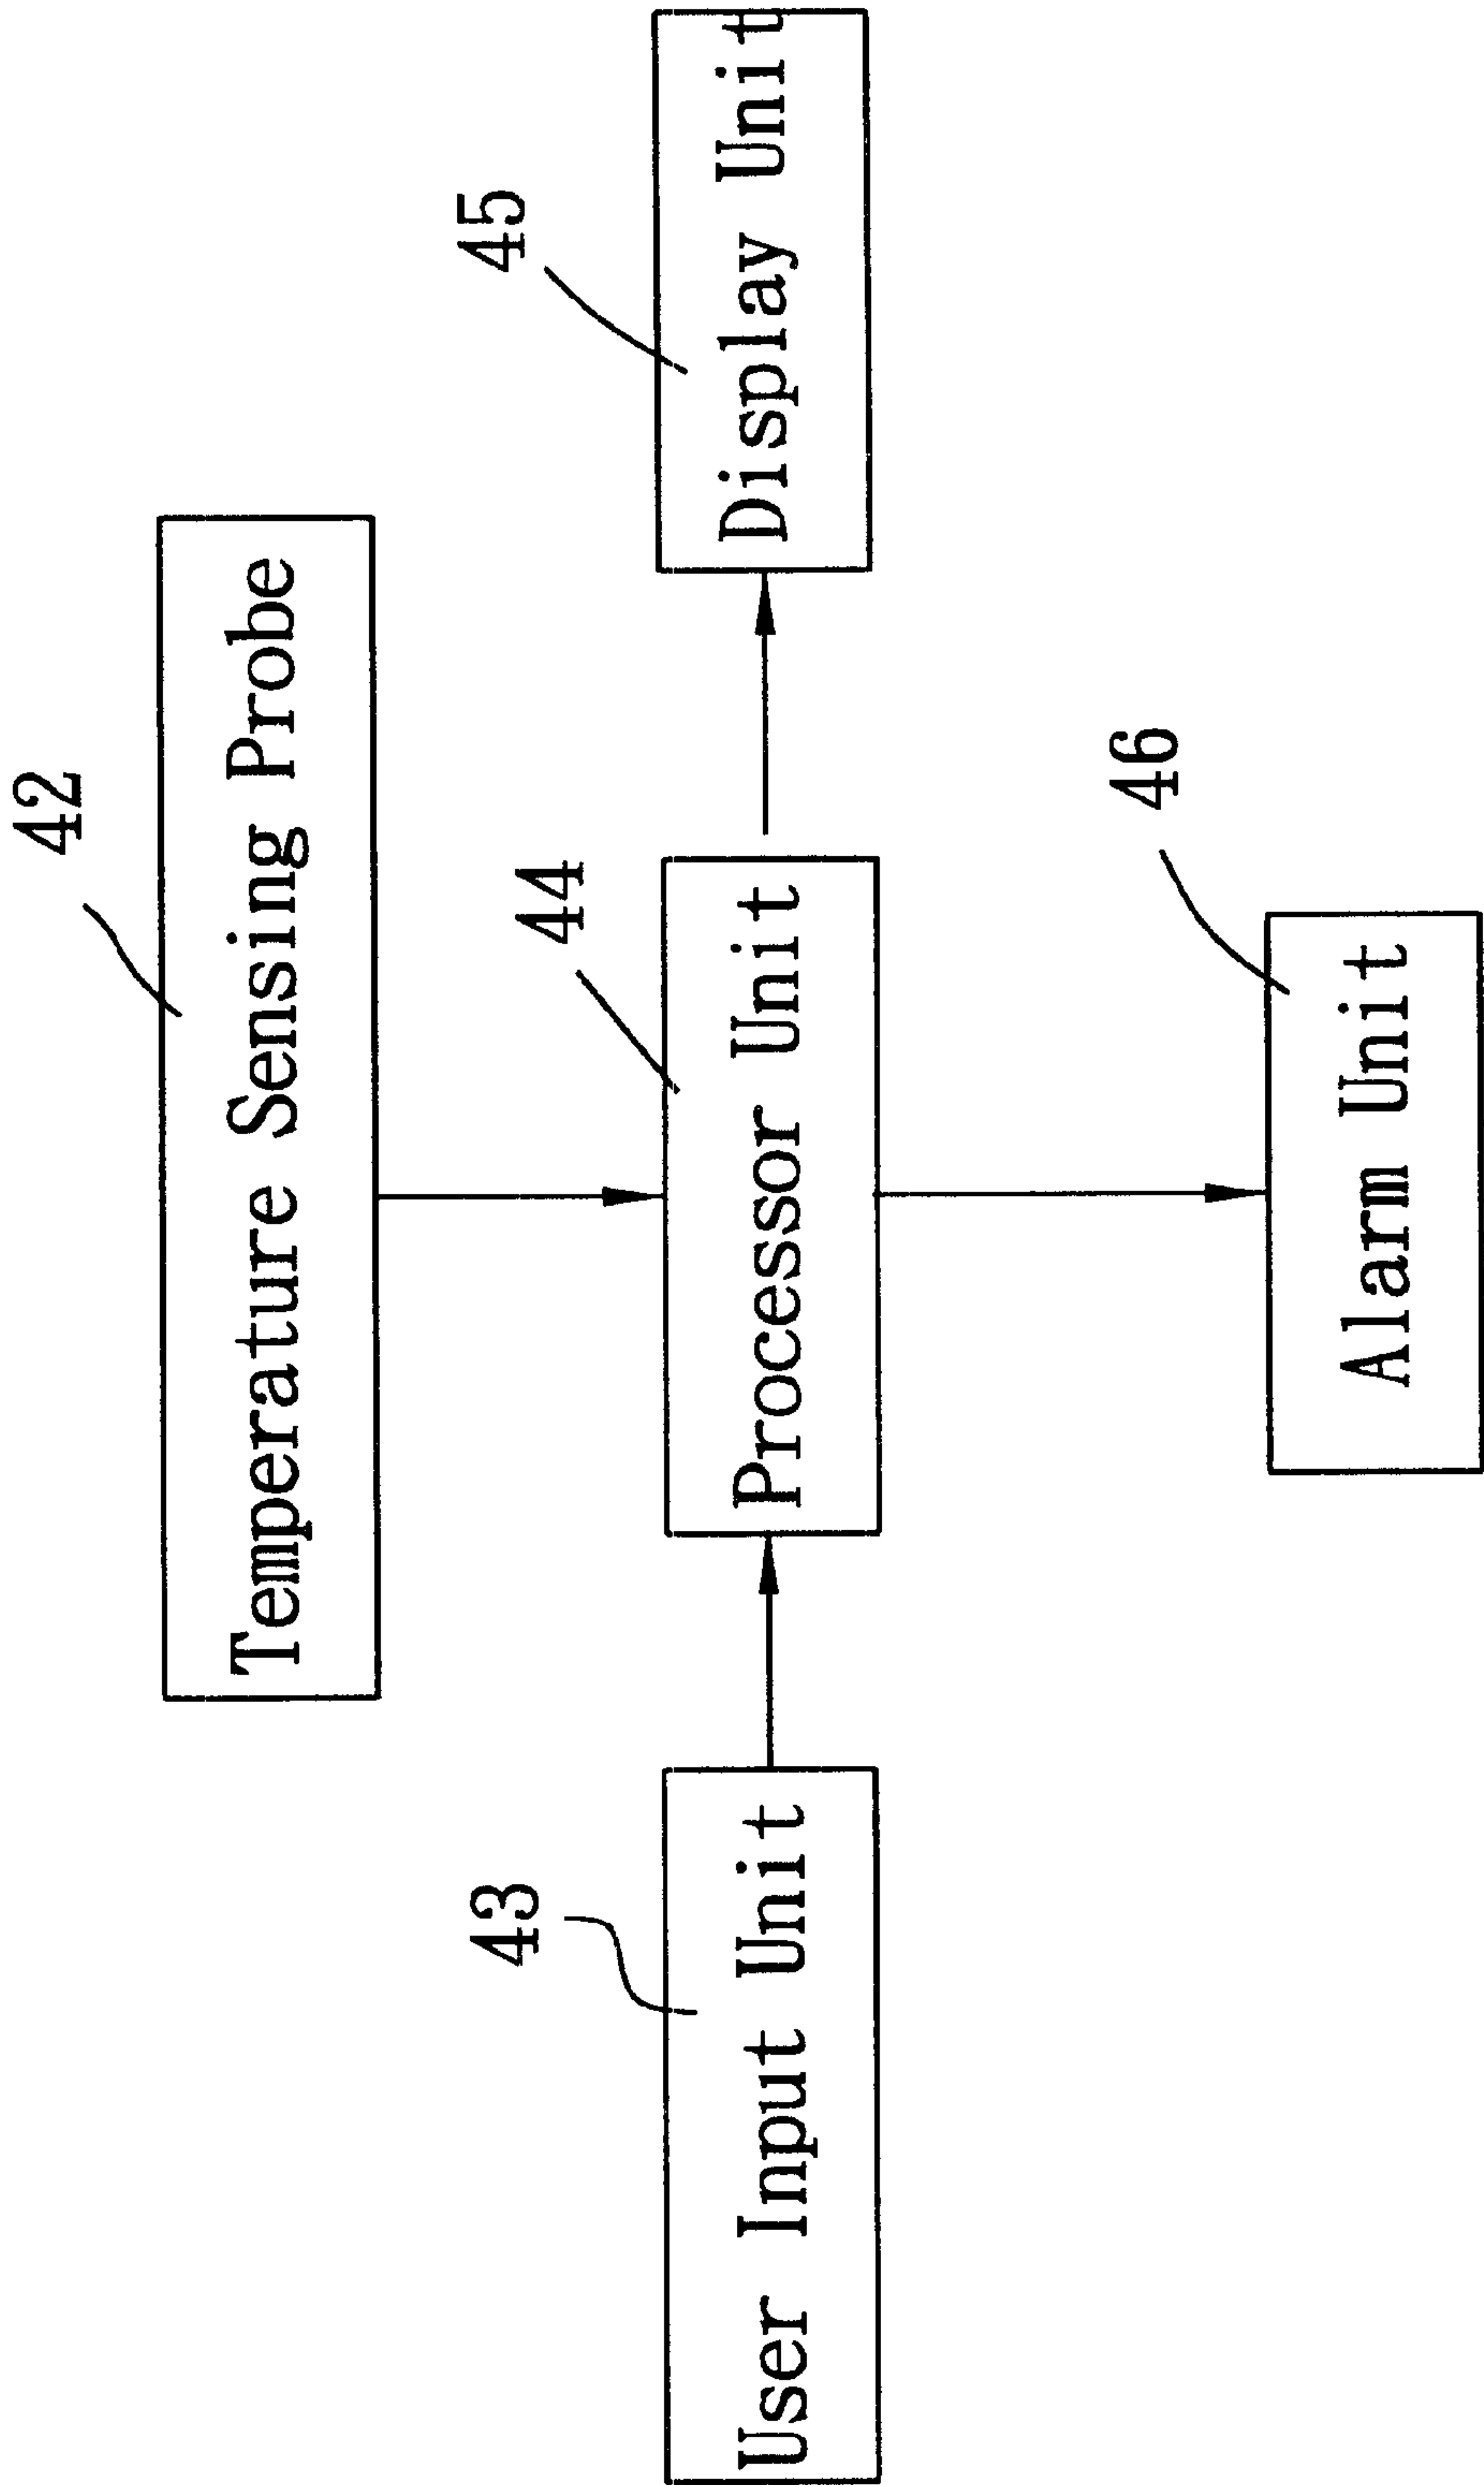 42
Temperature Sensing Probe
43
User Input Unit
44
Processor Unit
45
Display Unit
46
Alarm Unit